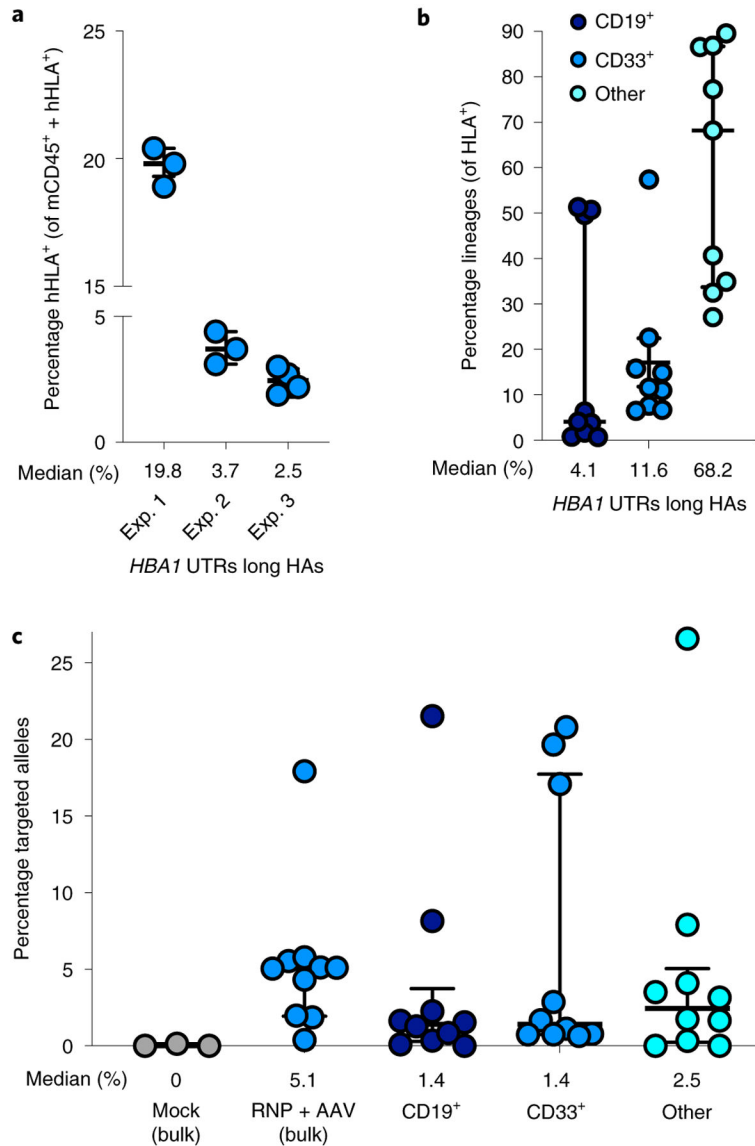 a
25
20
15
5
0
Percentage hHLA⁺ (of mCD45⁺ + hHLA⁺)
Median (%) 19.8 3.7 2.5
Exp. 1 Exp. 2 Exp. 3
HBA1 UTRs long HAs
b
CD19⁺
CD33⁺
Other
90
80
70
60
50
40
30
20
10
0
Percentage lineages (of HLA⁺)
Median (%) 4.1 11.6 68.2
HBA1 UTRs long HAs
c
25
20
15
10
5
0
Percentage targeted alleles
Median (%) 0 5.1 1.4 1.4 2.5
Mock RNP + AAV CD19⁺ CD33⁺ Other
(bulk) (bulk)